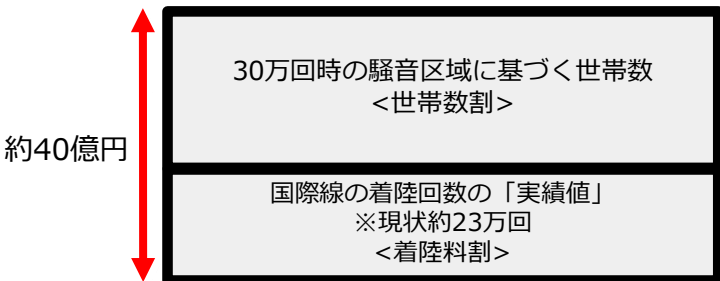 約40億円
30万回時の騒音区域に基づく世帯数
<世帯数割>
国際線の着陸回数の「実績値」
※現状約23万回
<着陸料割>